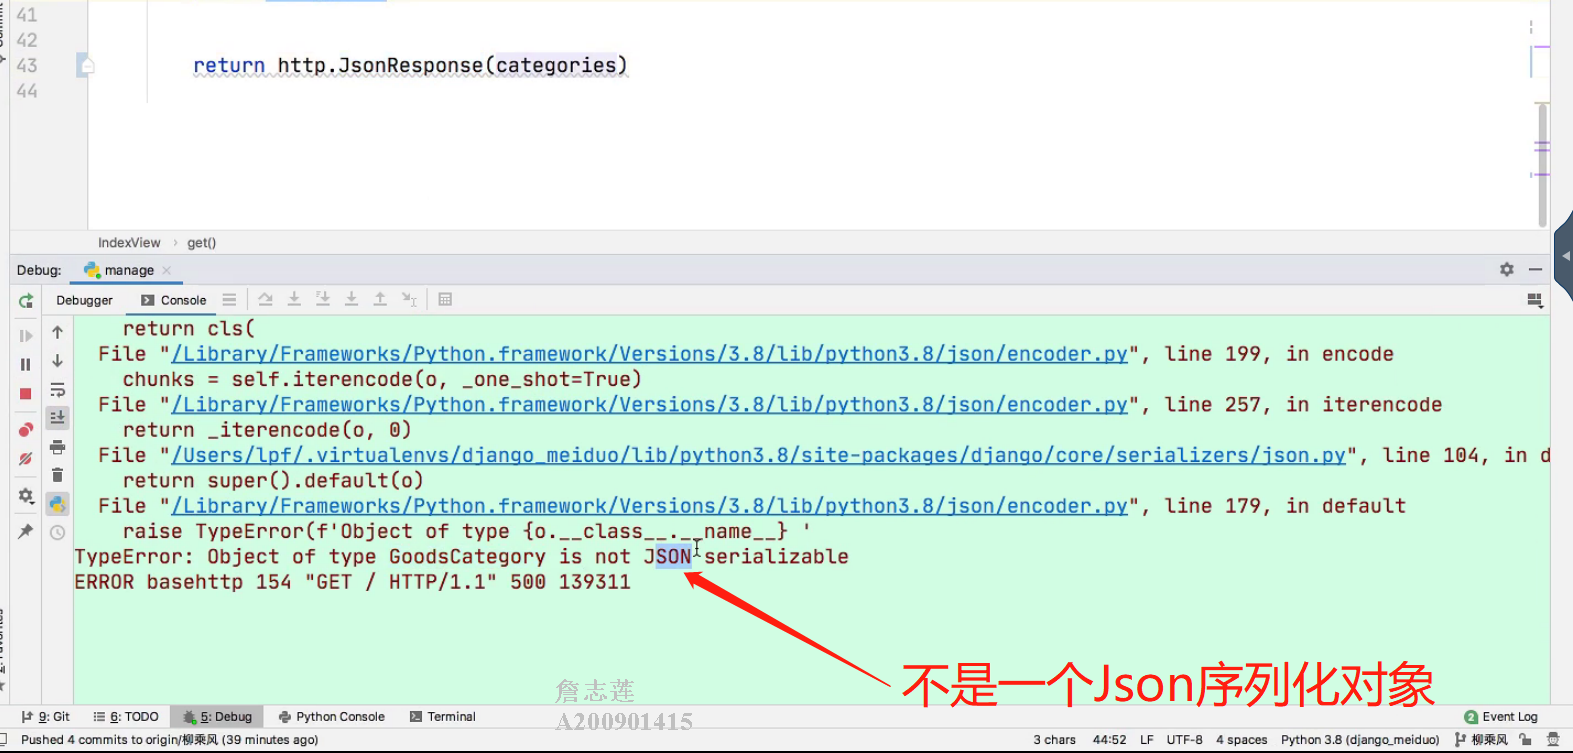 41
42
43 return http.JsonResponse(categories)
44
IndexView › get()
Debug: manage
Debugger Console
return cls(
File "/Library/Frameworks/Python.framework/Versions/3.8/lib/python3.8/json/encoder.py", line 199, in encode
chunks = self.iterencode(o, _one_shot=True)
File "/Library/Frameworks/Python.framework/Versions/3.8/lib/python3.8/json/encoder.py", line 257, in iterencode
return _iterencode(o, 0)
File "/Users/lpf/.virtualenvs/django_meiduo/lib/python3.8/site-packages/django/core/serializers/json.py", line 104, in d
return super().default(o)
File "/Library/Frameworks/Python.framework/Versions/3.8/lib/python3.8/json/encoder.py", line 179, in default
raise TypeError(f'Object of type {o.__class__.__name__} '
TypeError: Object of type GoodsCategory is not JSON serializable
ERROR basehttp 154 "GET / HTTP/1.1" 500 139311
不是一个Json序列化对象
詹志莲
A200901415
9: Git 6: TODO 5: Debug Python Console Terminal 2 Event Log
Pushed 4 commits to origin/柳乘风 (39 minutes ago) 3 chars 44:52 LF UTF-8 4 spaces Python 3.8 (django_meiduo) 柳乘风